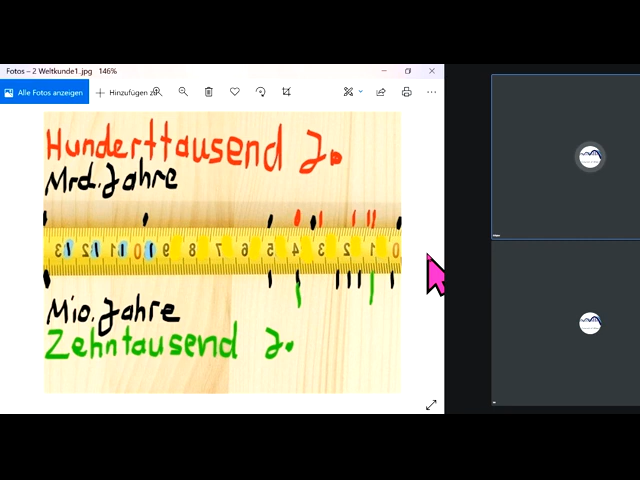 Fotos – 2 Weltkunde1.jpg 146%
Alle Fotos anzeigen
Hinzufügen zu
Hunderttausend J.
Mrd. Jahre
13 12 11 10 9 8 7 6 5 4 3 2 1 0
Mio. Jahre
Zehntausend J.